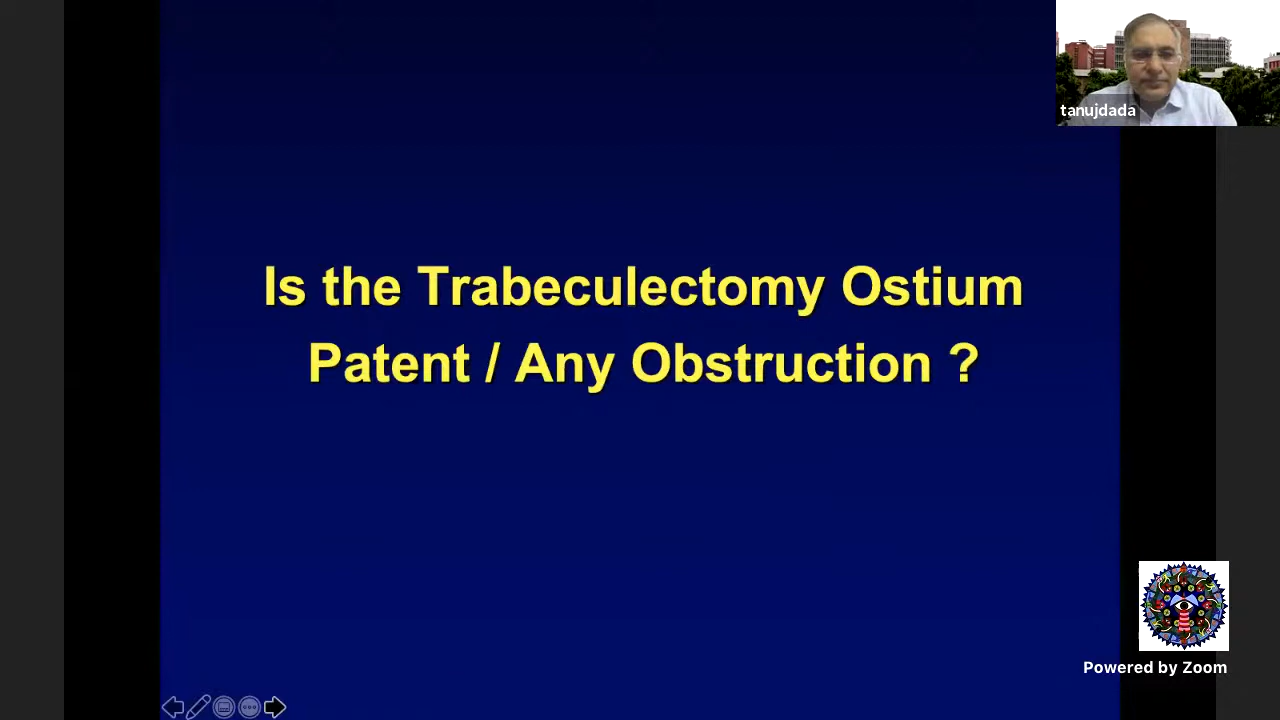 tanujdada
Is the Trabeculectomy Ostium
Patent / Any Obstruction ?
Powered by Zoom